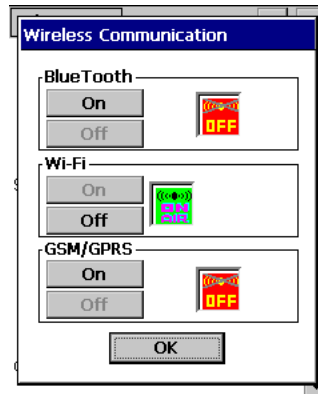 Wireless Communication
BlueTooth
On
OFF
Off
Wi-Fi
On
ON
AIR
Off
GSM/GPRS
On
OFF
Off
OK